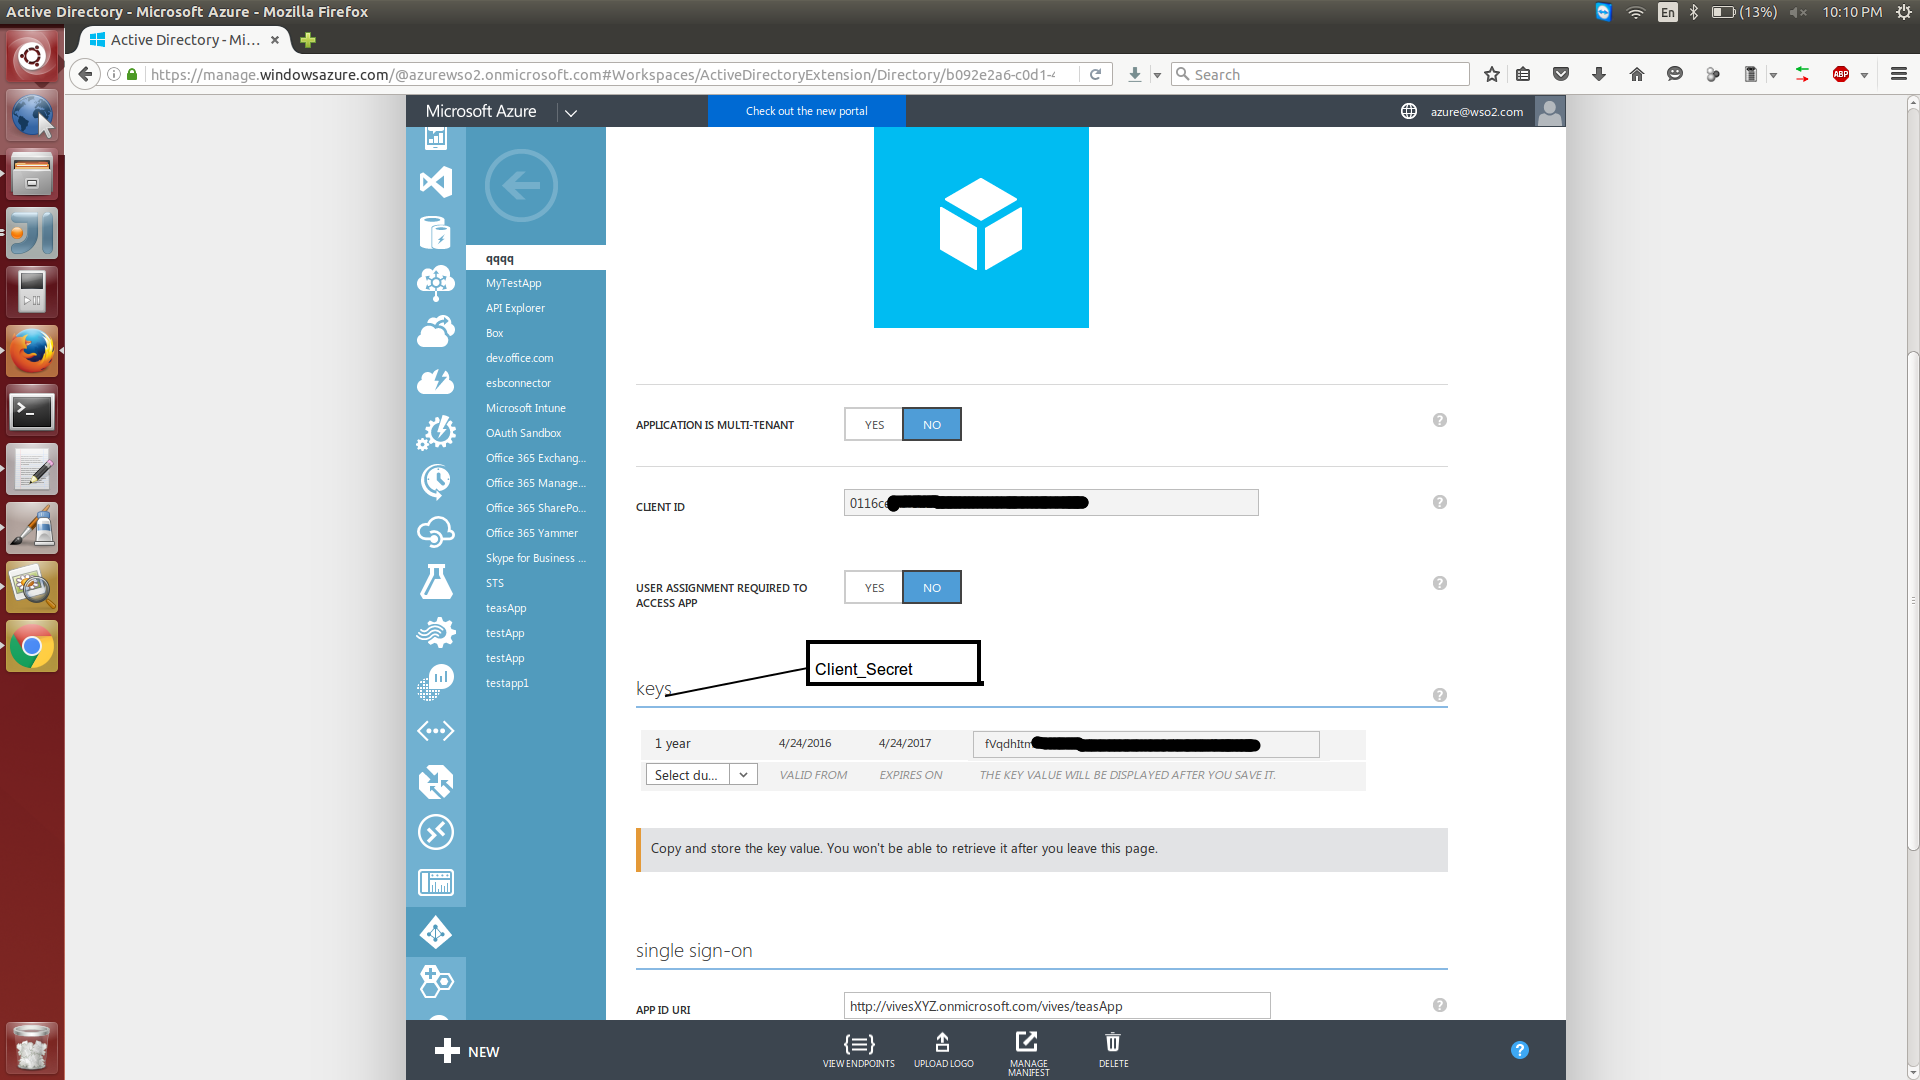 Active Directory - Microsoft Azure - Mozilla Firefox
En
(13%)
10:10 PM
Active Directory - Mi...
https://manage.windowsazure.com/@azurewso2.onmicrosoft.com#Workspaces/ActiveDirectoryExtension/Directory/b092e2a6-c0d1-4
Search
ABP
Microsoft Azure
Check out the new portal
azure@wso2.com
qqqq
MyTestApp
API Explorer
Box
dev.office.com
esbconnector
Microsoft Intune
OAuth Sandbox
Office 365 Exchang...
Office 365 Manage...
Office 365 SharePo...
Office 365 Yammer
Skype for Business ...
STS
teasApp
testApp
testApp
testapp1
APPLICATION IS MULTI-TENANT
YES
NO
CLIENT ID
0116c
USER ASSIGNMENT REQUIRED TO
ACCESS APP
YES
NO
Client_Secret
keys
1 year
4/24/2016
4/24/2017
fVqdhItm
Select du...
VALID FROM
EXPIRES ON
THE KEY VALUE WILL BE DISPLAYED AFTER YOU SAVE IT.
Copy and store the key value. You won't be able to retrieve it after you leave this page.
single sign-on
APP ID URI
http://vivesXYZ.onmicrosoft.com/vives/teasApp
NEW
VIEW ENDPOINTS
UPLOAD LOGO
MANAGE
MANIFEST
DELETE